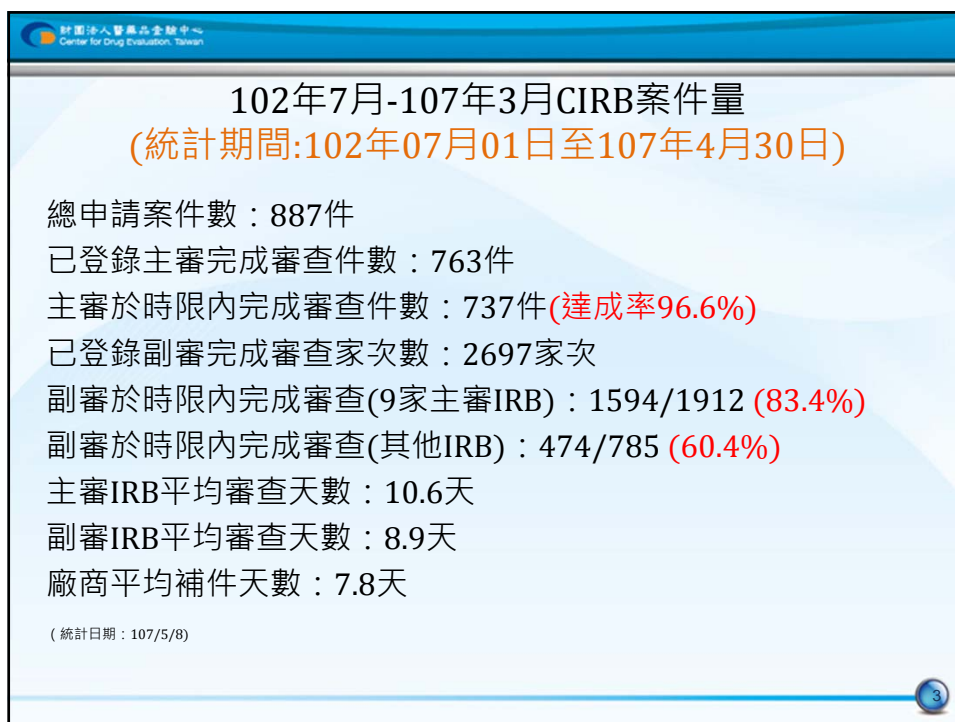 財團法人醫藥品查驗中心
Center for Drug Evaluation, Taiwan
102年7月-107年3月CIRB案件量
(統計期間:102年07月01日至107年4月30日)
總申請案件數：887件
已登錄主審完成審查件數：763件
主審於時限內完成審查件數：737件(達成率96.6%)
已登錄副審完成審查家次數：2697家次
副審於時限內完成審查(9家主審IRB)：1594/1912 (83.4%)
副審於時限內完成審查(其他IRB)：474/785 (60.4%)
主審IRB平均審查天數：10.6天
副審IRB平均審查天數：8.9天
廠商平均補件天數：7.8天
（統計日期：107/5/8)
3